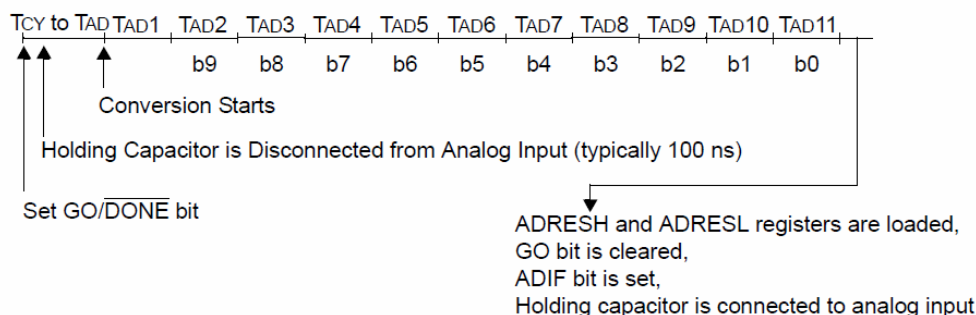 TCY to TAD TAD1 TAD2 TAD3 TAD4 TAD5 TAD6 TAD7 TAD8 TAD9 TAD10 TAD11
b9 b8 b7 b6 b5 b4 b3 b2 b1 b0
Conversion Starts
Holding Capacitor is Disconnected from Analog Input (typically 100 ns)
Set GO/DONE bit
ADRESH and ADRESL registers are loaded,
GO bit is cleared,
ADIF bit is set,
Holding capacitor is connected to analog input